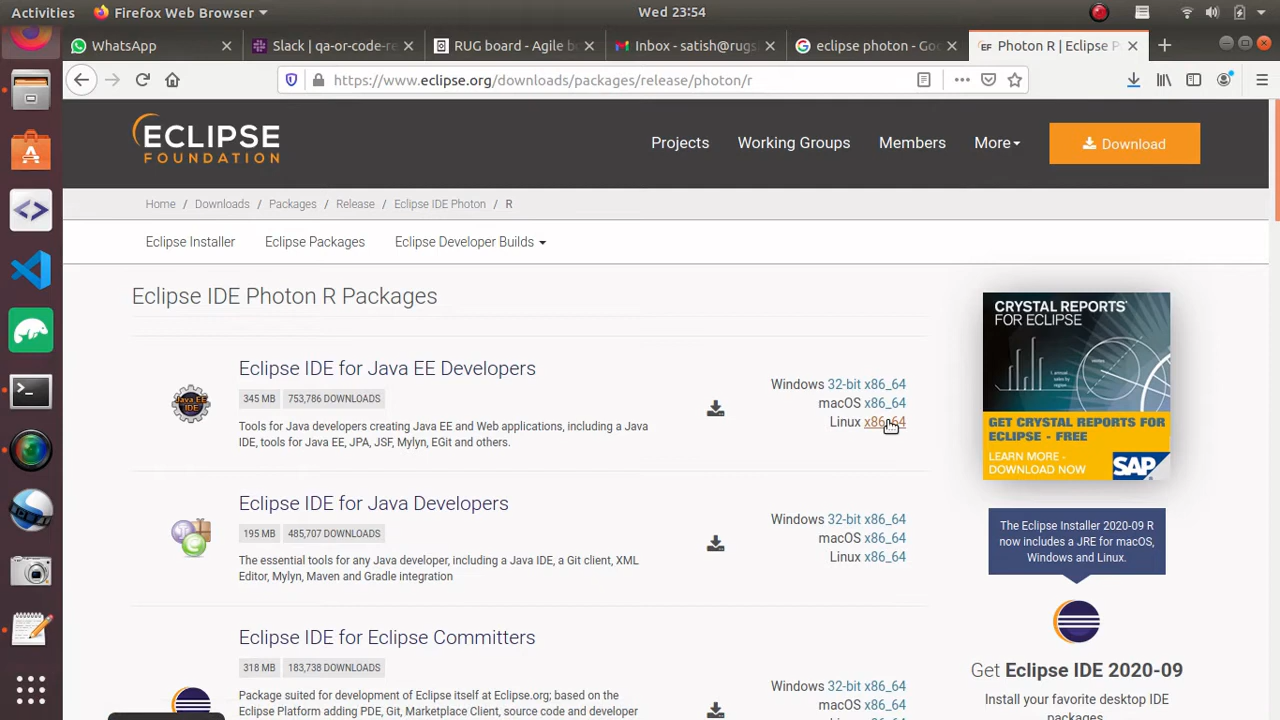 Activities Firefox Web Browser Wed 23:54
WhatsApp Slack | qa-or-code-re RUG board - Agile b Inbox - satish@rugs eclipse photon - Go Photon R | Eclipse P
https://www.eclipse.org/downloads/packages/release/photon/r
ECLIPSE
FOUNDATION
Projects Working Groups Members More Download
Home / Downloads / Packages / Release / Eclipse IDE Photon / R
Eclipse Installer Eclipse Packages Eclipse Developer Builds
Eclipse IDE Photon R Packages
Java EE
IDE
Eclipse IDE for Java EE Developers
345 MB 753,786 DOWNLOADS
Tools for Java developers creating Java EE and Web applications, including a Java
IDE, tools for Java EE, JPA, JSF, Mylyn, EGit and others.
Windows 32-bit x86_64
macOS x86_64
Linux x86_64
Eclipse IDE for Java Developers
195 MB 485,707 DOWNLOADS
The essential tools for any Java developer, including a Java IDE, a Git client, XML
Editor, Mylyn, Maven and Gradle integration
Windows 32-bit x86_64
macOS x86_64
Linux x86_64
Eclipse IDE for Eclipse Committers
318 MB 183,738 DOWNLOADS
Package suited for development of Eclipse itself at Eclipse.org; based on the
Eclipse Platform adding PDE, Git, Marketplace Client, source code and developer
Windows 32-bit x86_64
macOS x86_64
CRYSTAL REPORTS
FOR ECLIPSE
GET CRYSTAL REPORTS FOR
ECLIPSE - FREE
LEARN MORE -
DOWNLOAD NOW
SAP
The Eclipse Installer 2020-09 R
now includes a JRE for macOS,
Windows and Linux.
Get Eclipse IDE 2020-09
Install your favorite desktop IDE
packages.